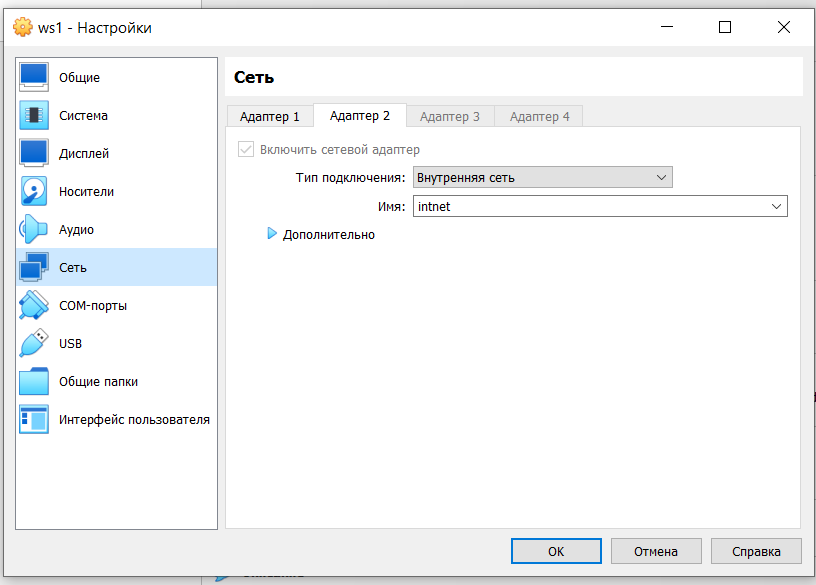 ws1 - Настройки
Общие
Система
Дисплей
Носители
Аудио
Сеть
COM-порты
USB
Общие папки
Интерфейс пользователя
Сеть
Адаптер 1 Адаптер 2 Адаптер 3 Адаптер 4
Включить сетевой адаптер
Тип подключения: Внутренняя сеть
Имя: intnet
Дополнительно
OK Отмена Справка